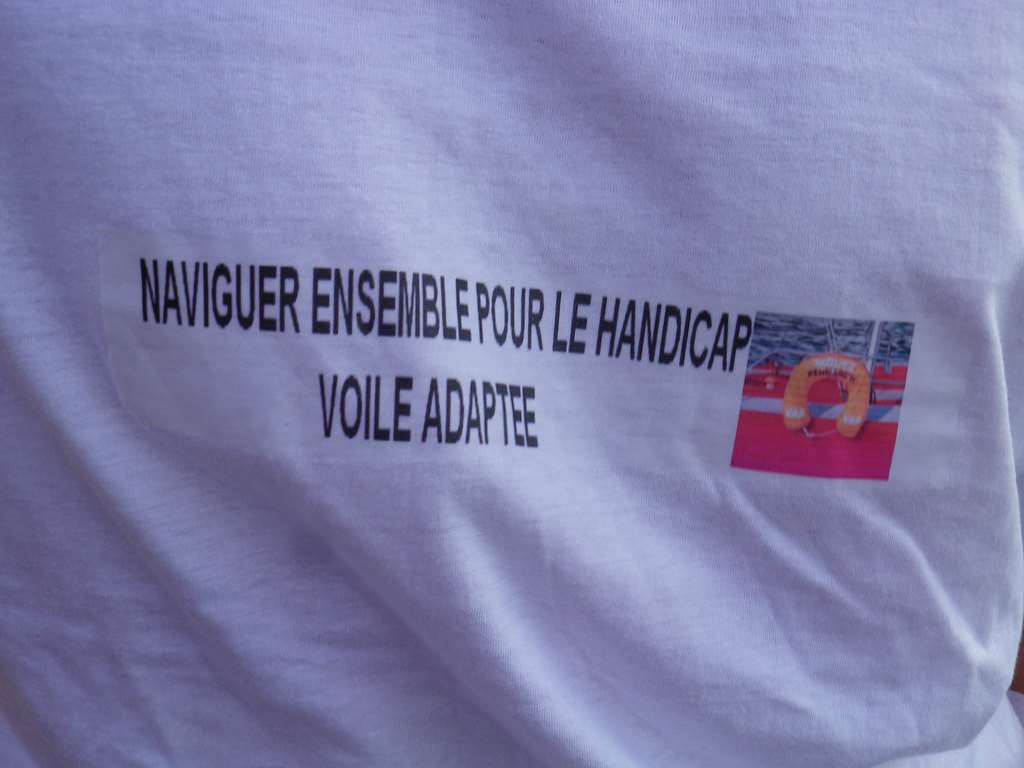 NAVIGUER ENSEMBLE POUR LE HANDICAP
VOILE ADAPTEE